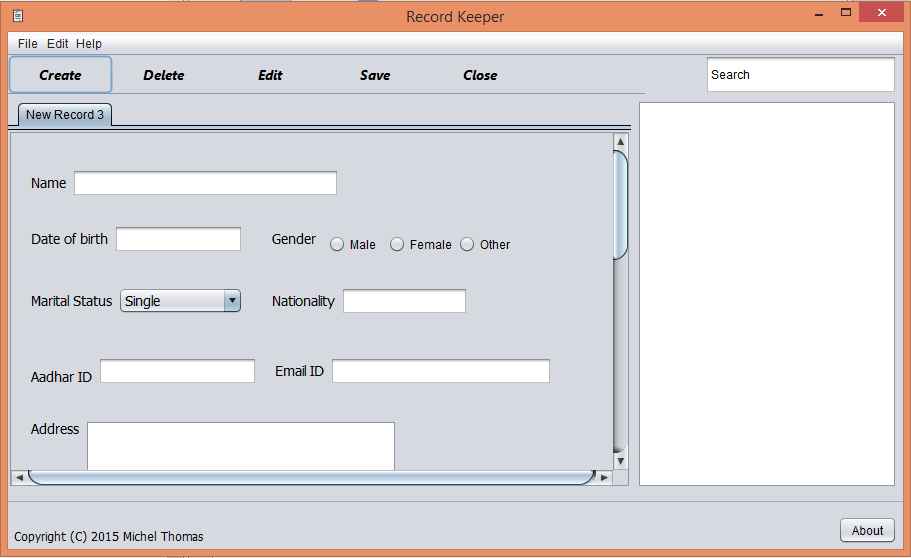 Record Keeper
File Edit Help
Create Delete Edit Save Close Search
New Record 3
Name
Date of birth Gender Male Female Other
Marital Status Single Nationality
Aadhar ID Email ID
Address
Copyright (C) 2015 Michel Thomas About